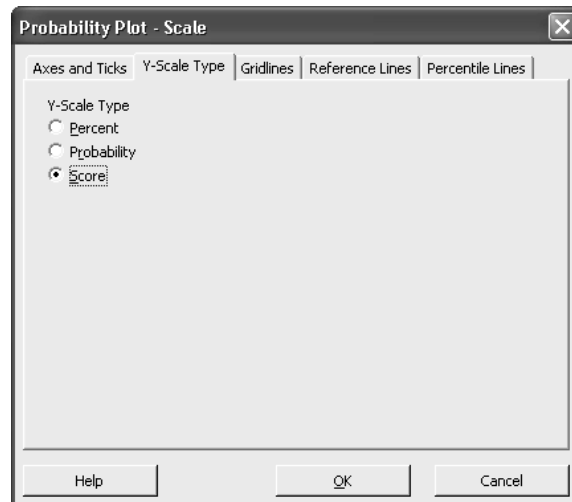 Probability Plot - Scale
Axes and Ticks Y-Scale Type Gridlines Reference Lines Percentile Lines
Y-Scale Type
Percent
Probability
Score
Help OK Cancel